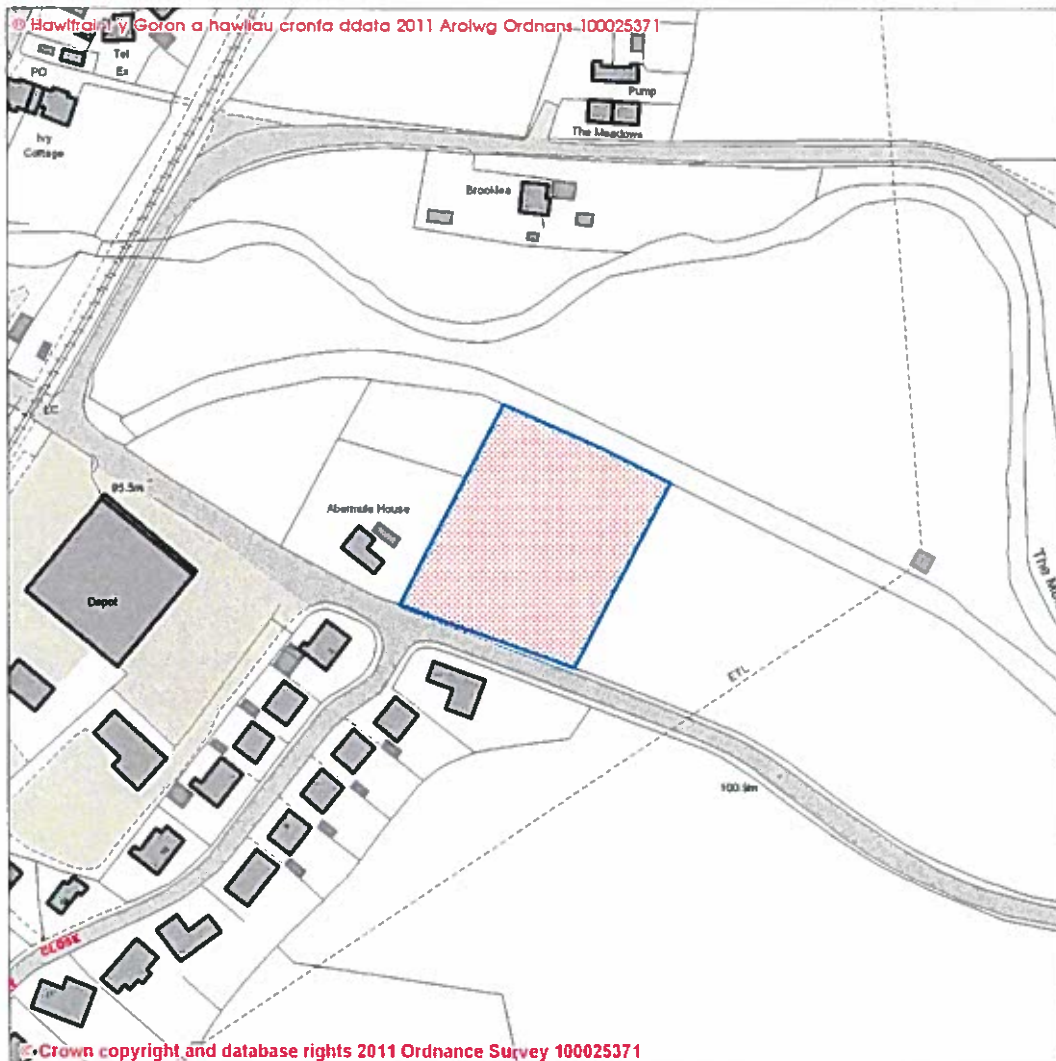 © Hawlfraint y Goron a hawliau cronfa ddata 2011 Arolwg Ordnans 100025371
Tel
Ex
PO
Pump
Ivy
Cottage
The Meadows
Brooklea
LC
95.5m
Abermule House
Depot
ETL
100.9m
CLOSE
© Crown copyright and database rights 2011 Ordnance Survey 100025371